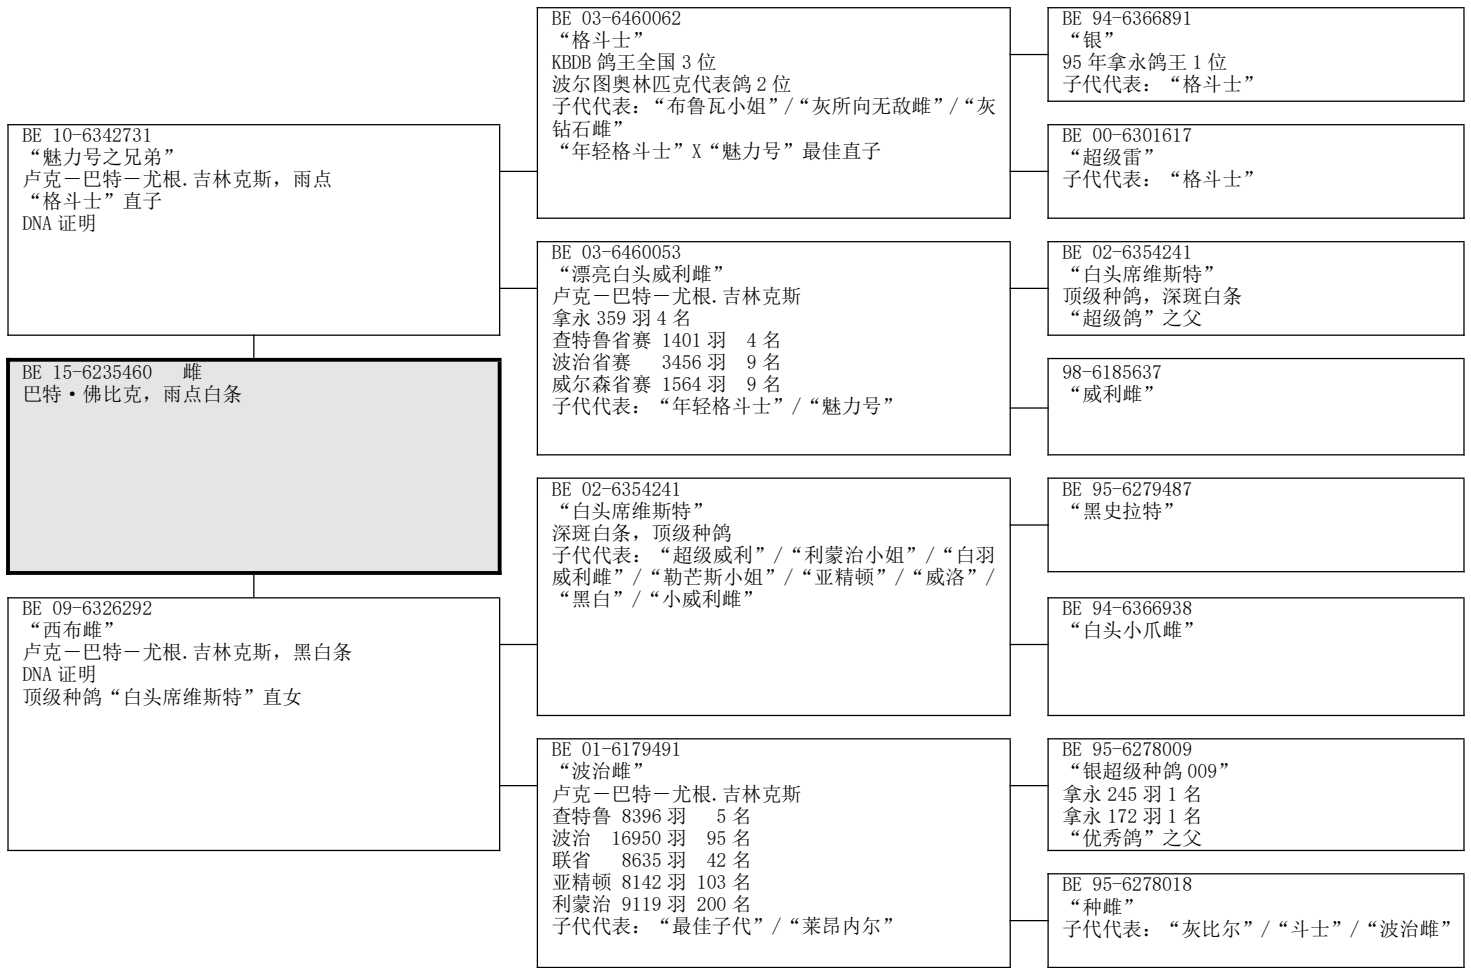 BE 10-6342731
“魅力号之兄弟”
卢克－巴特－尤根.吉林克斯，雨点
“格斗士”直子
DNA 证明
BE 15-6235460 雌
巴特·佛比克，雨点白条
BE 09-6326292
“西布雌”
卢克－巴特－尤根.吉林克斯，黑白条
DNA 证明
顶级种鸽“白头席维斯特”直女
BE 03-6460062
“格斗士”
KBDB 鸽王全国 3 位
波尔图奥林匹克代表鸽 2 位
子代代表：“布鲁瓦小姐”/“灰所向无敌雌”/“灰
钻石雌”
“年轻格斗士”X“魅力号”最佳直子
BE 03-6460053
“漂亮白头威利雌”
卢克－巴特－尤根.吉林克斯
拿永 359 羽 4 名
查特鲁省赛 1401 羽 4 名
波治省赛 3456 羽 9 名
威尔森省赛 1564 羽 9 名
子代代表：“年轻格斗士”/“魅力号”
BE 02-6354241
“白头席维斯特”
深斑白条，顶级种鸽
子代代表：“超级威利”/“利蒙治小姐”/“白羽
威利雌”/“勒芒斯小姐”/“亚精顿”/“威洛”/
“黑白”/“小威利雌”
BE 01-6179491
“波治雌”
卢克－巴特－尤根.吉林克斯
查特鲁 8396 羽 5 名
波治 16950 羽 95 名
联省 8635 羽 42 名
亚精顿 8142 羽 103 名
利蒙治 9119 羽 200 名
子代代表：“最佳子代”/“莱昂内尔”
BE 94-6366891
“银”
95 年拿永鸽王 1 位
子代代表：“格斗士”
BE 00-6301617
“超级雷”
子代代表：“格斗士”
BE 02-6354241
“白头席维斯特”
顶级种鸽，深斑白条
“超级鸽”之父
98-6185637
“威利雌”
BE 95-6279487
“黑史拉特”
BE 94-6366938
“白头小爪雌”
BE 95-6278009
“银超级种鸽 009”
拿永 245 羽 1 名
拿永 172 羽 1 名
“优秀鸽”之父
BE 95-6278018
“种雌”
子代代表：“灰比尔”/“斗士”/“波治雌”